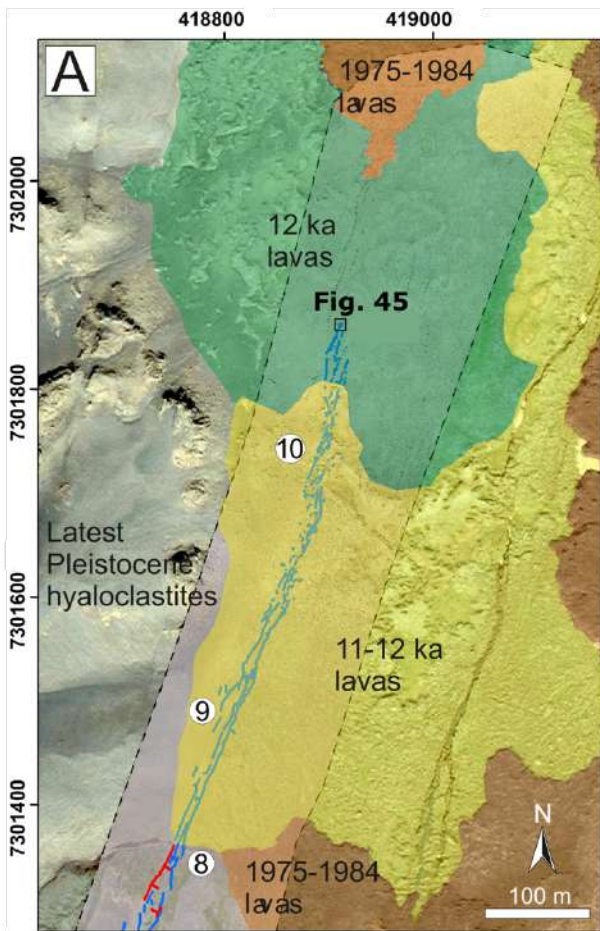 418800
419000
A
1975-1984
lavas
7302000
12 ka
lavas
Fig. 45
7301800
10
Latest
Pleistocene
hyaloclastites
7301600
11-12 ka
lavas
9
7301400
8
1975-1984
lavas
N
100 m